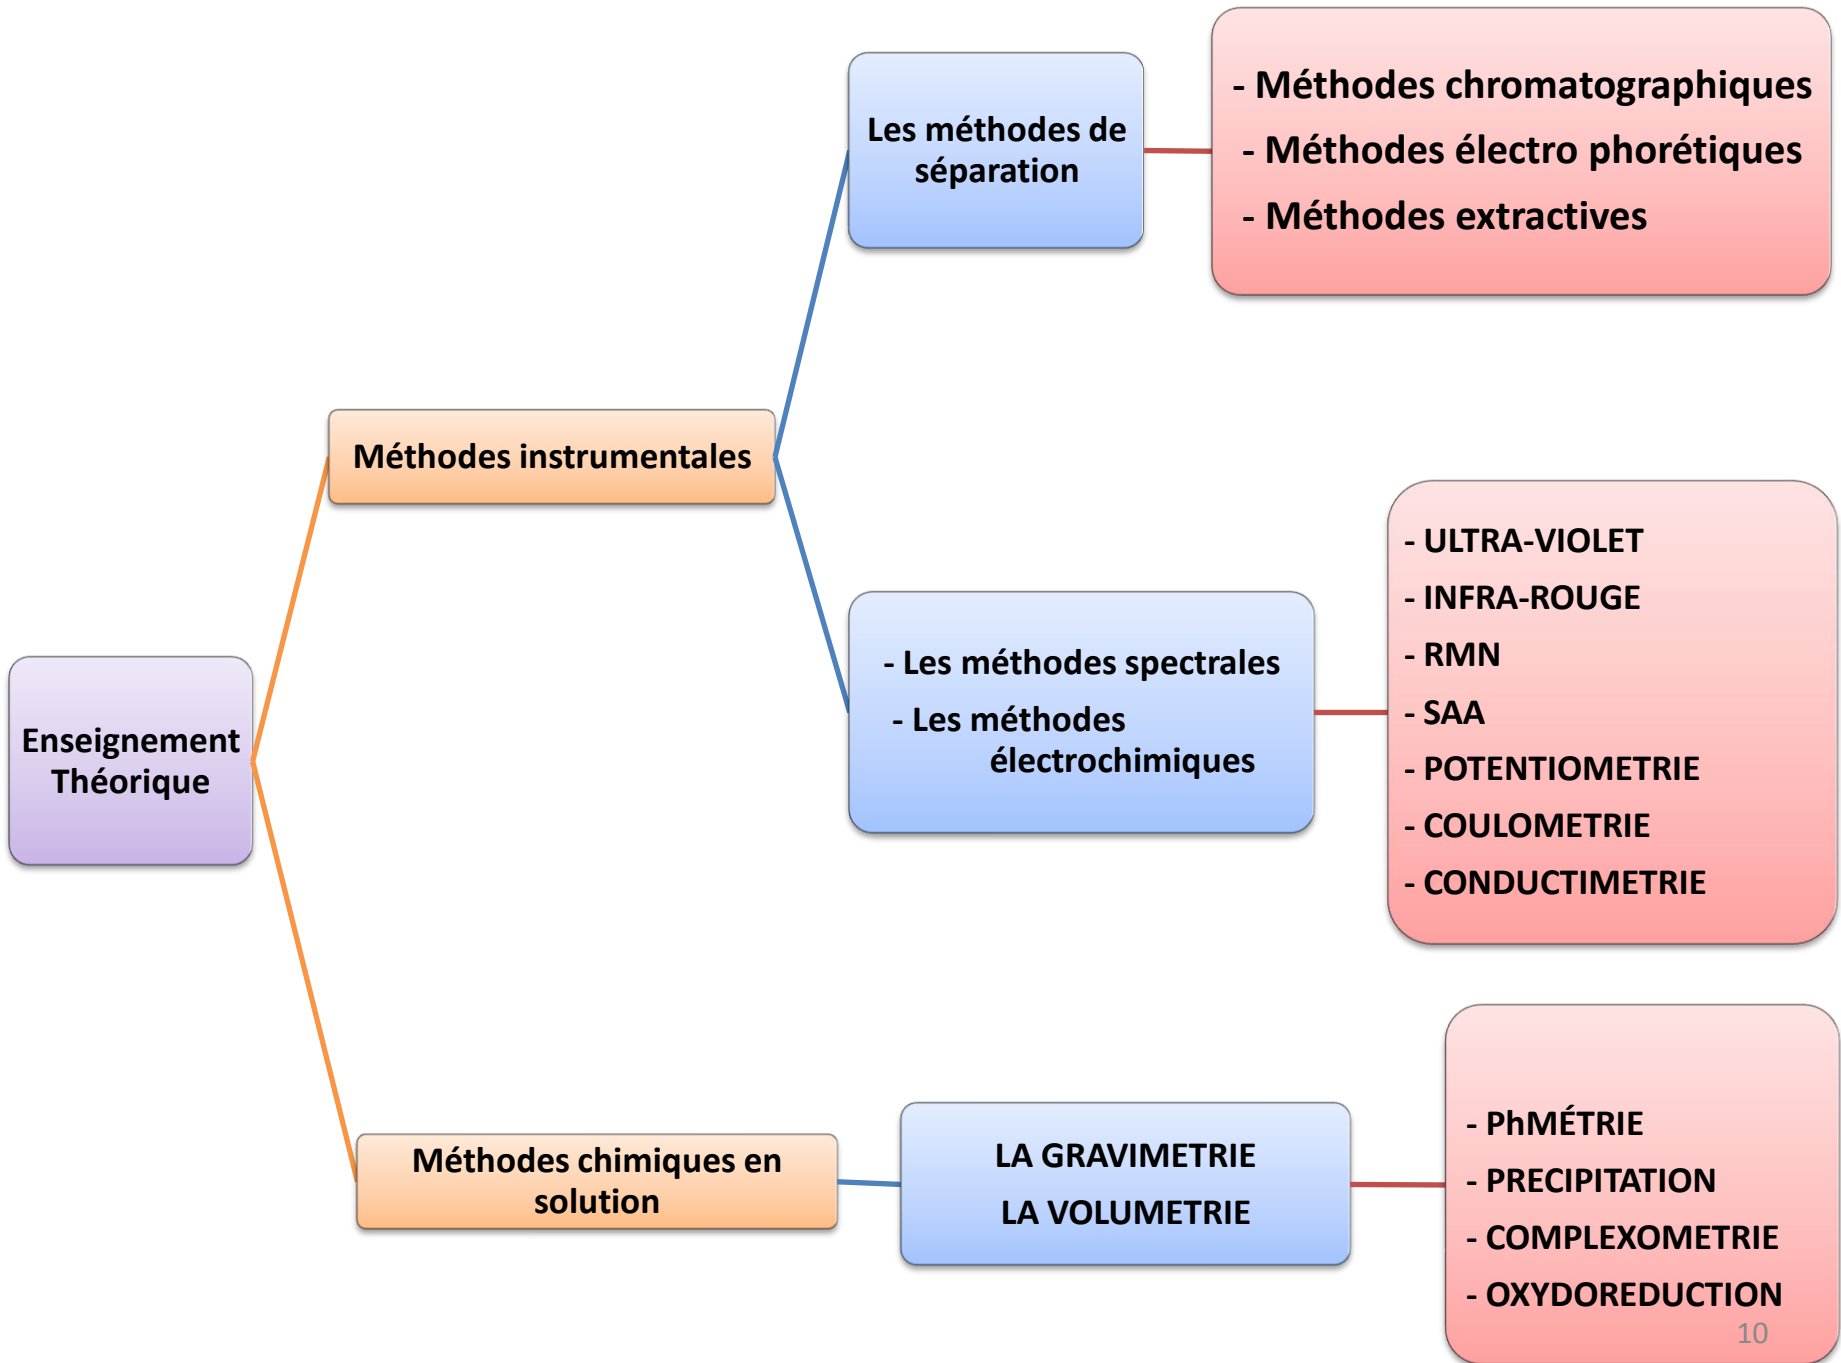 Enseignement
Théorique
Méthodes instrumentales
Les méthodes de
séparation
- Méthodes chromatographiques
- Méthodes électro phorétiques
- Méthodes extractives
- Les méthodes spectrales
- Les méthodes
électrochimiques
- ULTRA-VIOLET
- INFRA-ROUGE
- RMN
- SAA
- POTENTIOMETRIE
- COULOMETRIE
- CONDUCTIMETRIE
Méthodes chimiques en
solution
LA GRAVIMETRIE
LA VOLUMETRIE
- PhMÉTRIE
- PRECIPITATION
- COMPLEXOMETRIE
- OXYDOREDUCTION
10